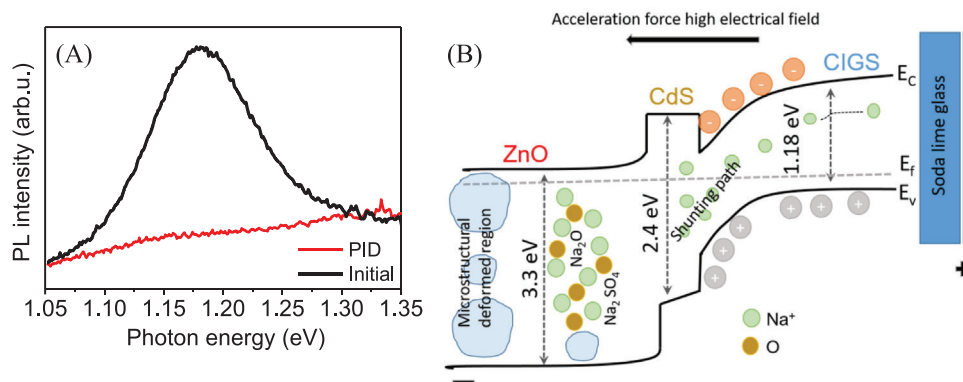 (A)
PL intensity (arb.u.)
PID
Initial
1.05 1.10 1.15 1.20 1.25 1.30 1.35
Photon energy (eV)
Acceleration force high electrical field
(B)
CIGS
CdS
ZnO
E_C
E_f
E_v
1.18 eV
2.4 eV
3.3 eV
Shunting path
Microstructural
deformed region
Na₂O
Na₂ SO₄
Na⁺
O
Soda lime glass
- - - -
+ + + + + +
+
–